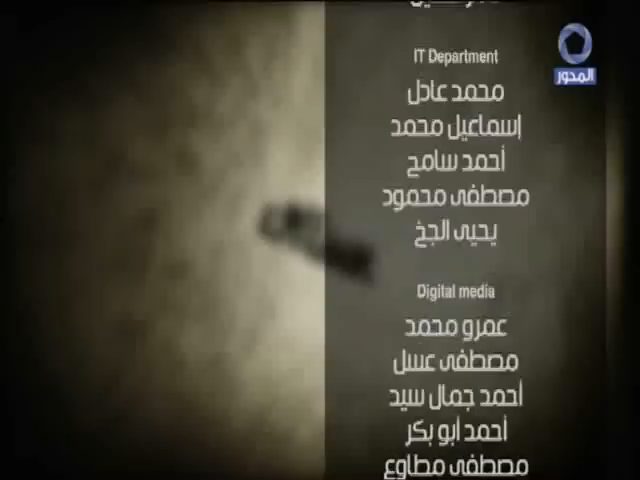 IT Department
محمد عادل
إسماعيل محمد
أحمد سامح
مصطفى محمود
يحيى الجخ
Digital media
عمرو محمد
مصطفى عسل
أحمد جمال سيد
أحمد أبو بكر
مصطفى مطاوع
المحور